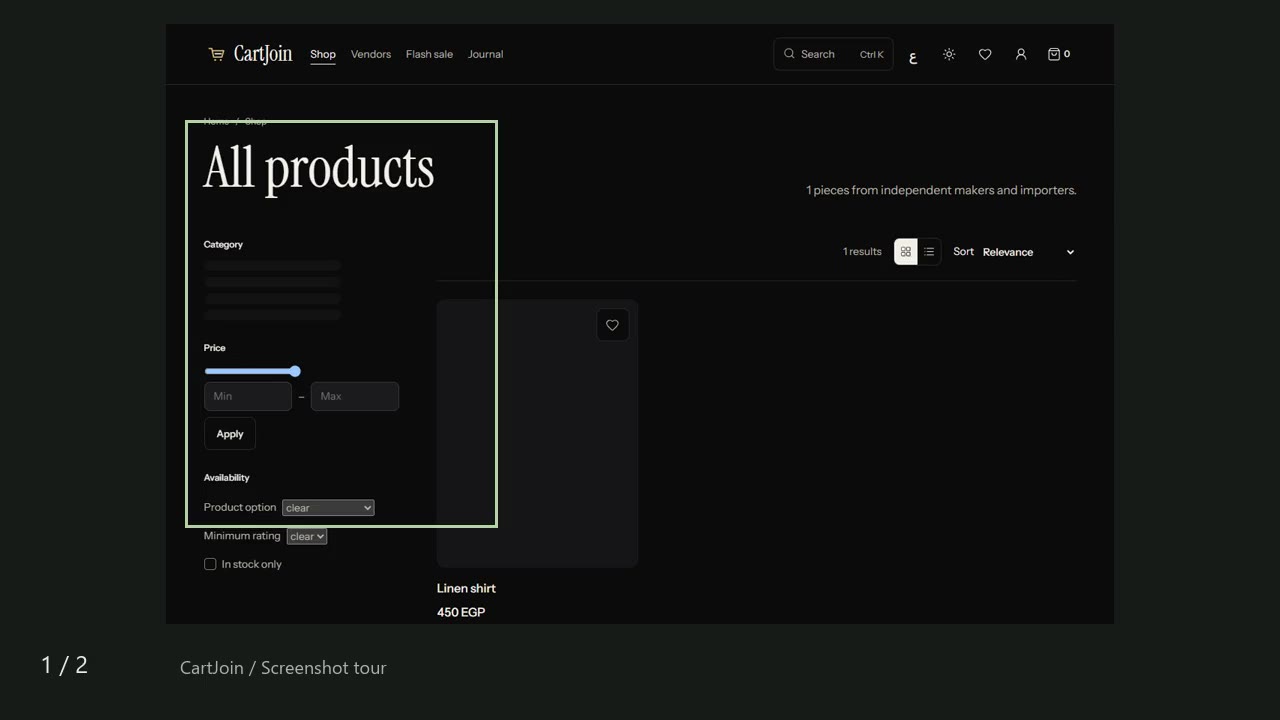 CartJoin Shop Vendors Flash sale Journal Search Ctrl K ع 0
Home / Shop
All products
1 pieces from independent makers and importers.
Category
1 results Sort Relevance
Price
Min – Max
Apply
Availability
Product option clear
Minimum rating clear
In stock only
Linen shirt
450 EGP
1 / 2 CartJoin / Screenshot tour